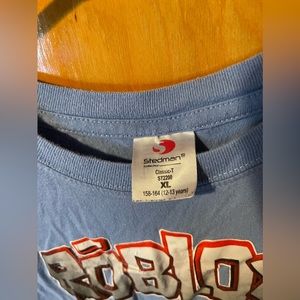 Stedman®
Classic-T
ST2200
XL
158-164 (12-13 years)
ROBLO